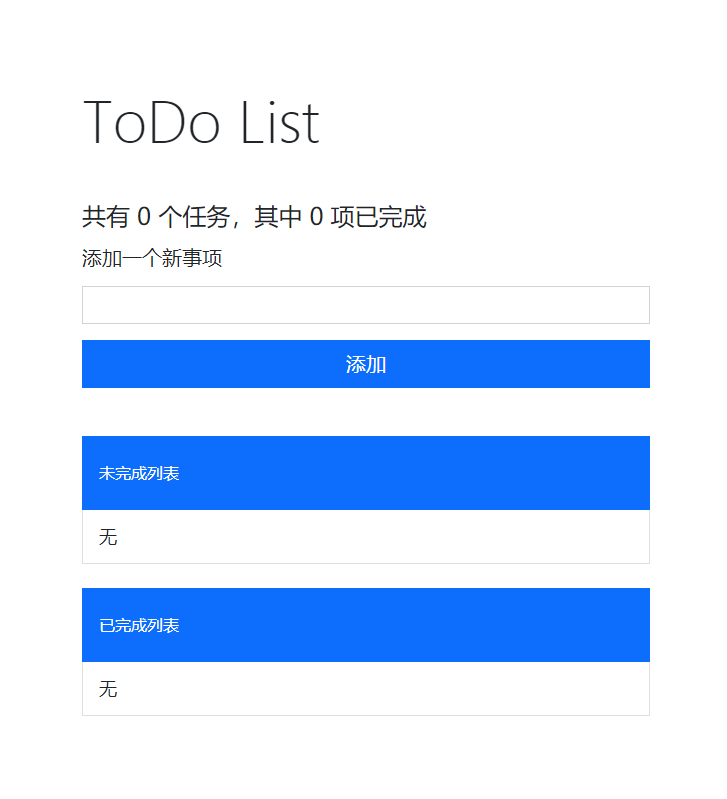 ToDo List
共有 0 个任务，其中 0 项已完成
添加一个新事项
添加
未完成列表
无
已完成列表
无